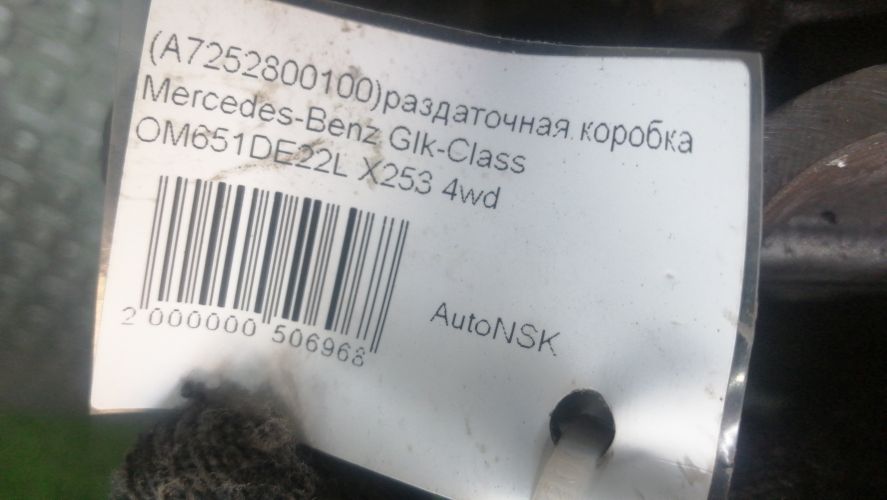 (A7252800100)раздаточная коробка
Mercedes-Benz Glk-Class
OM651DE22L X253 4wd
2 000000 506968
AutoNSK